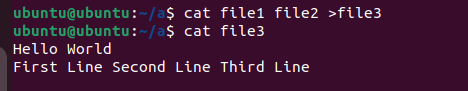 ubuntu@ubuntu:~/a$ cat file1 file2 >file3
ubuntu@ubuntu:~/a$ cat file3
Hello World
First Line Second Line Third Line